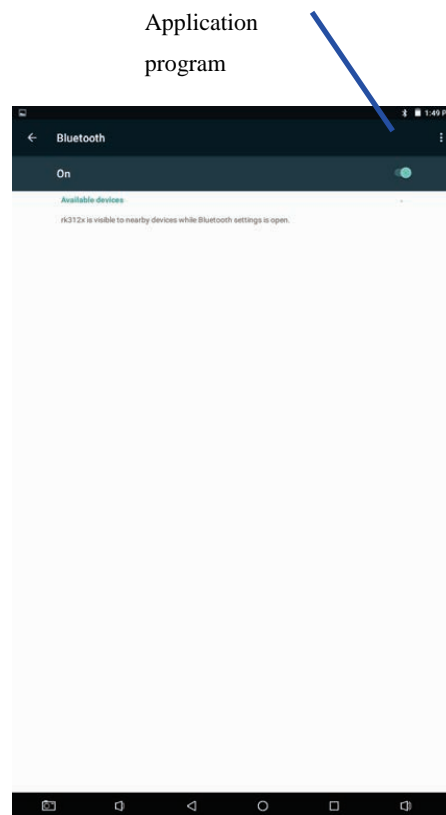 Application
program
1:49 P
Bluetooth
On
Available devices
rk312x is visible to nearby devices while Bluetooth settings is open.